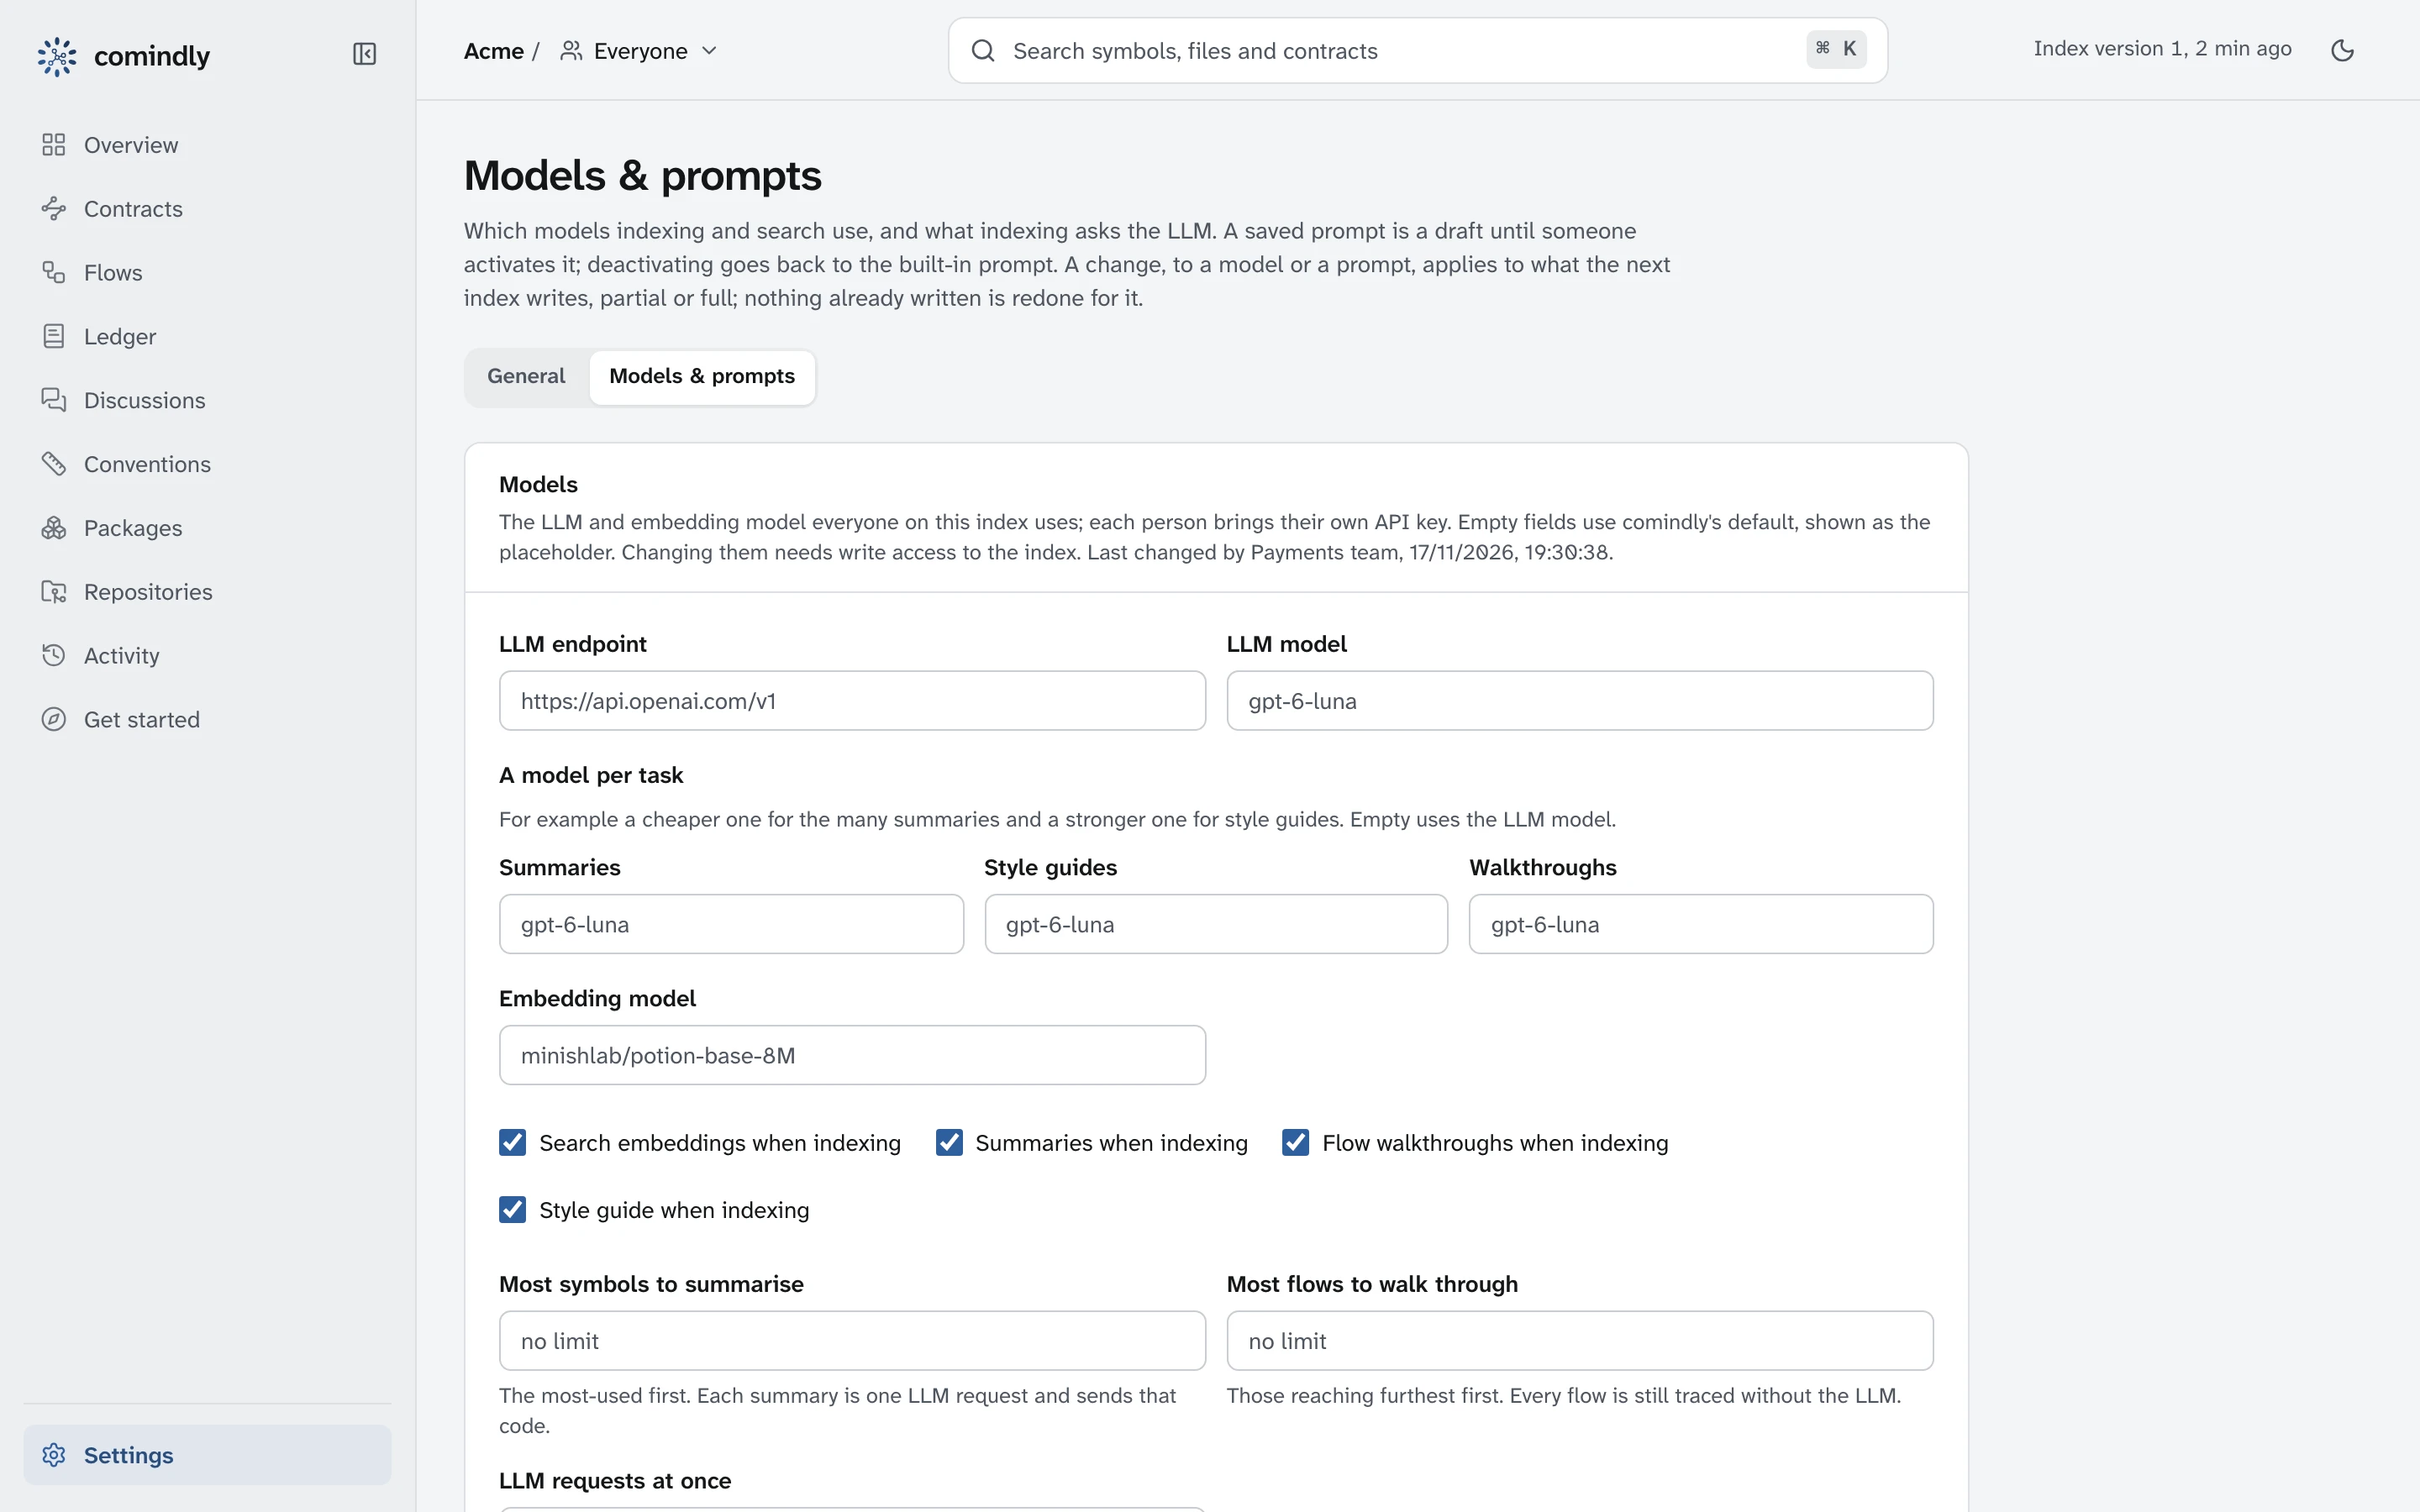 comindly
Acme / Everyone
Search symbols, files and contracts
⌘ K
Index version 1, 2 min ago
Overview
Contracts
Flows
Ledger
Discussions
Conventions
Packages
Repositories
Activity
Get started
Settings
Models & prompts
Which models indexing and search use, and what indexing asks the LLM. A saved prompt is a draft until someone
activates it; deactivating goes back to the built-in prompt. A change, to a model or a prompt, applies to what the next
index writes, partial or full; nothing already written is redone for it.
General
Models & prompts
Models
The LLM and embedding model everyone on this index uses; each person brings their own API key. Empty fields use comindly's default, shown as the
placeholder. Changing them needs write access to the index. Last changed by Payments team, 17/11/2026, 19:30:38.
LLM endpoint
LLM model
https://api.openai.com/v1
gpt-6-luna
A model per task
For example a cheaper one for the many summaries and a stronger one for style guides. Empty uses the LLM model.
Summaries
Style guides
Walkthroughs
gpt-6-luna
gpt-6-luna
gpt-6-luna
Embedding model
minishlab/potion-base-8M
Search embeddings when indexing
Summaries when indexing
Flow walkthroughs when indexing
Style guide when indexing
Most symbols to summarise
Most flows to walk through
no limit
no limit
The most-used first. Each summary is one LLM request and sends that
code.
Those reaching furthest first. Every flow is still traced without the LLM.
LLM requests at once